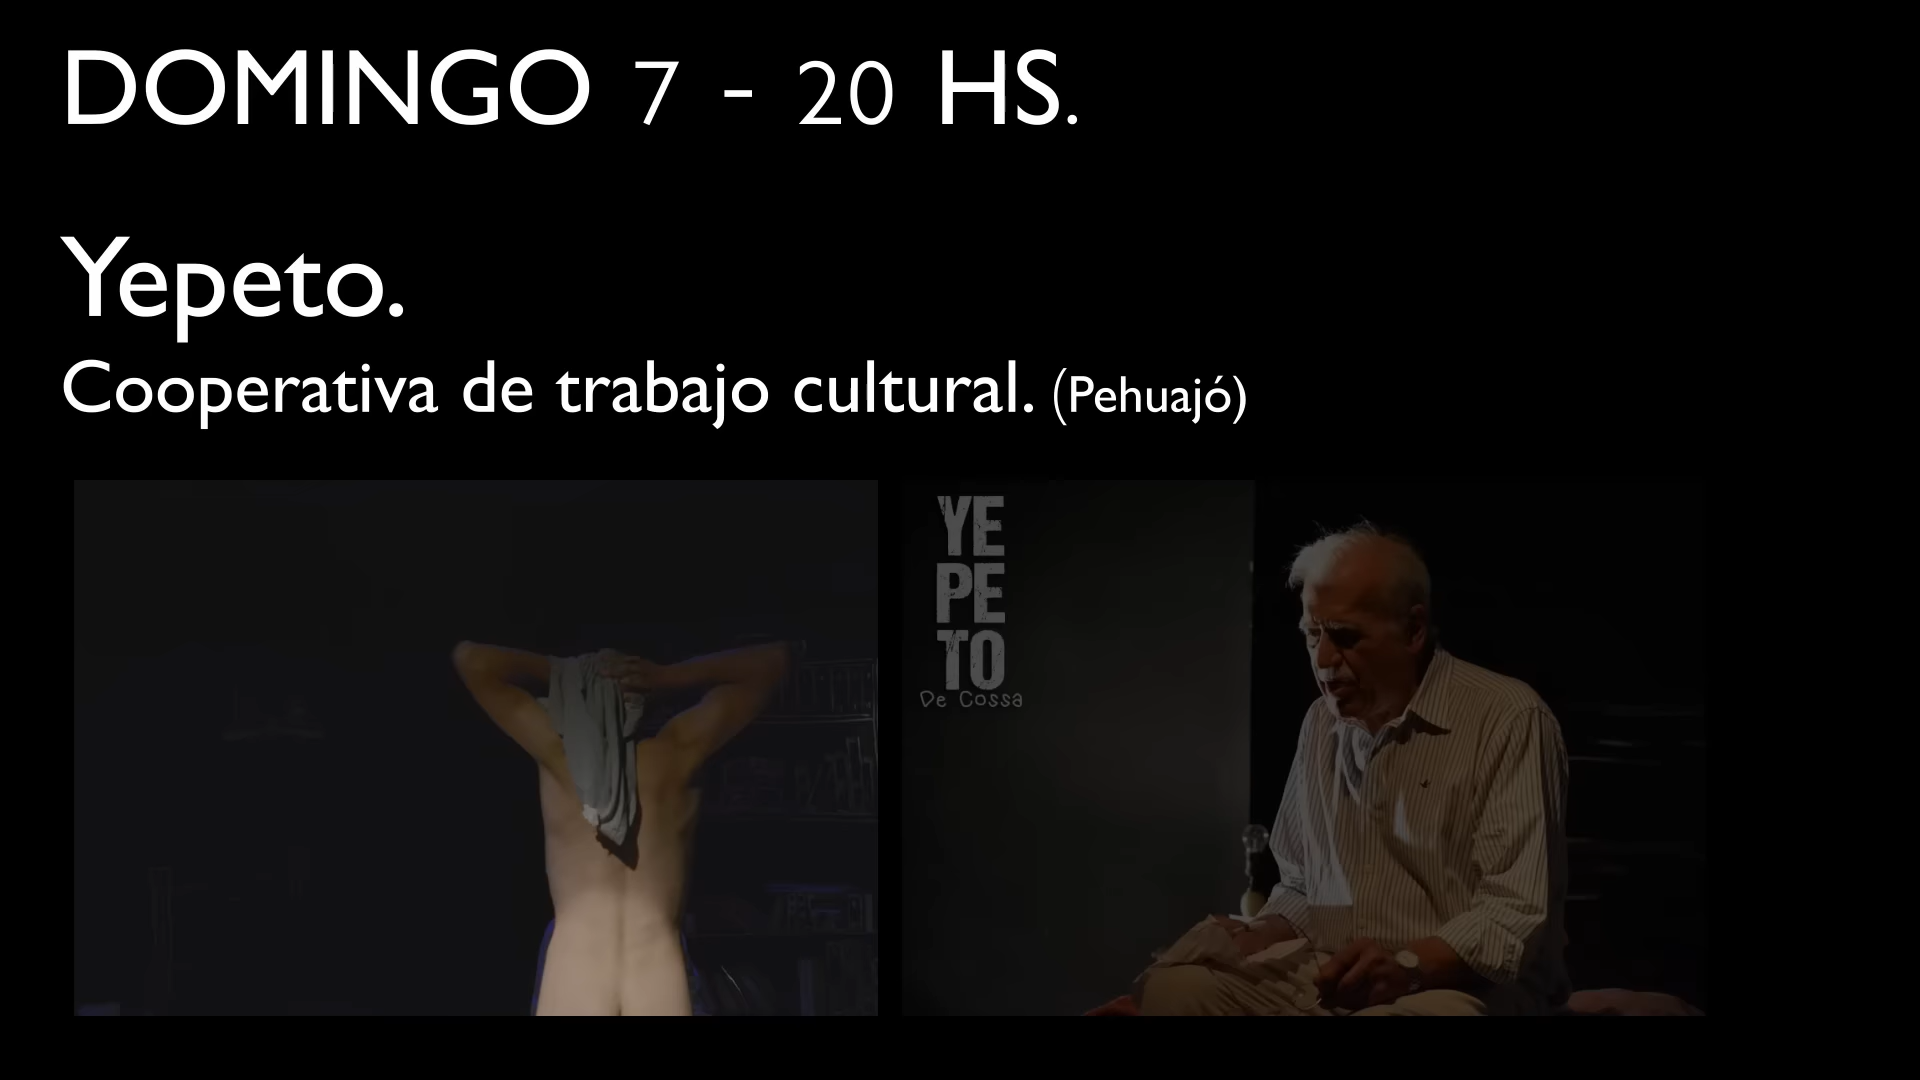 DOMINGO 7 - 20 HS.
Yepeto.
Cooperativa de trabajo cultural. (Pehuajó)
YE
PE
TO
De Cossa